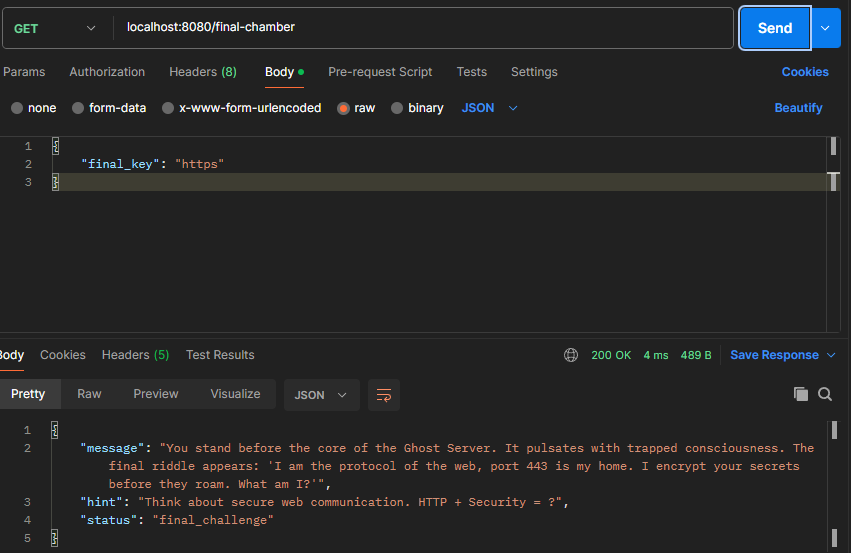 GET localhost:8080/final-chamber Send
Params Authorization Headers (8) Body Pre-request Script Tests Settings Cookies
none form-data x-www-form-urlencoded raw binary JSON Beautify
1 {
2 "final_key": "https"
3 }
Body Cookies Headers (5) Test Results 200 OK 4 ms 489 B Save Response
Pretty Raw Preview Visualize JSON
1 {
2 "message": "You stand before the core of the Ghost Server. It pulsates with trapped consciousness. The
final riddle appears: 'I am the protocol of the web, port 443 is my home. I encrypt your secrets
before they roam. What am I?'",
3 "hint": "Think about secure web communication. HTTP + Security = ?",
4 "status": "final_challenge"
5 }